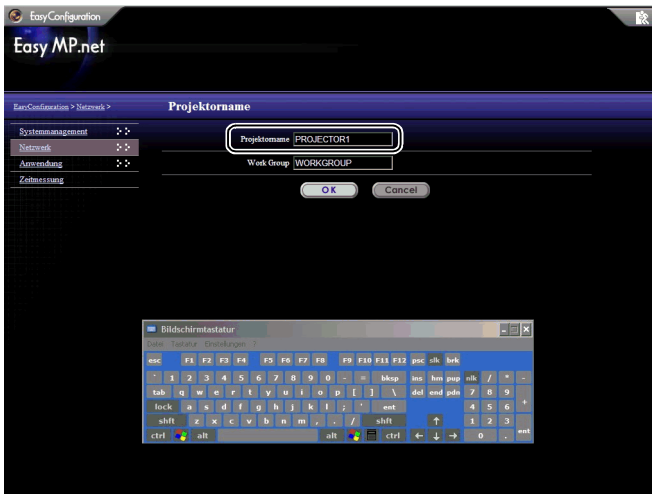 EasyConfiguration
Easy MP.net
EasyConfiguration > Netzwerk >
Projektorname
Systemmanagement
Netzwerk
Anwendung
Zeitmessung
Projektorname PROJECTOR1
Work Group WORKGROUP
OK Cancel
Bildschirmtastatur
Datei Tastatur Einstellungen ?
esc F1 F2 F3 F4 F5 F6 F7 F8 F9 F10 F11 F12 psc slk brk
` 1 2 3 4 5 6 7 8 9 0 - = bksp ins hm pup nlk / * -
tab q w e r t y u i o p [ ] \ del end pdn 7 8 9
lock a s d f g h j k l ; ' ent 4 5 6 +
shft z x c v b n m , . / shft ↑ 1 2 3
ctrl alt alt ctrl ← ↓ → 0 . ent